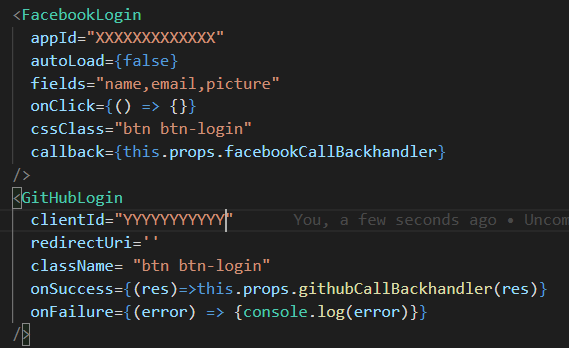 <FacebookLogin
appId="XXXXXXXXXXXXX"
autoLoad={false}
fields="name,email,picture"
onClick={() => {}}
cssClass="btn btn-login"
callback={this.props.facebookCallBackhandler}
/>
<GitHubLogin
clientId="YYYYYYYYYYY" You, a few seconds ago • Uncom
redirectUri=''
className= "btn btn-login"
onSuccess={(res)=>this.props.githubCallBackhandler(res)}
onFailure={(error) => {console.log(error)}}
/>